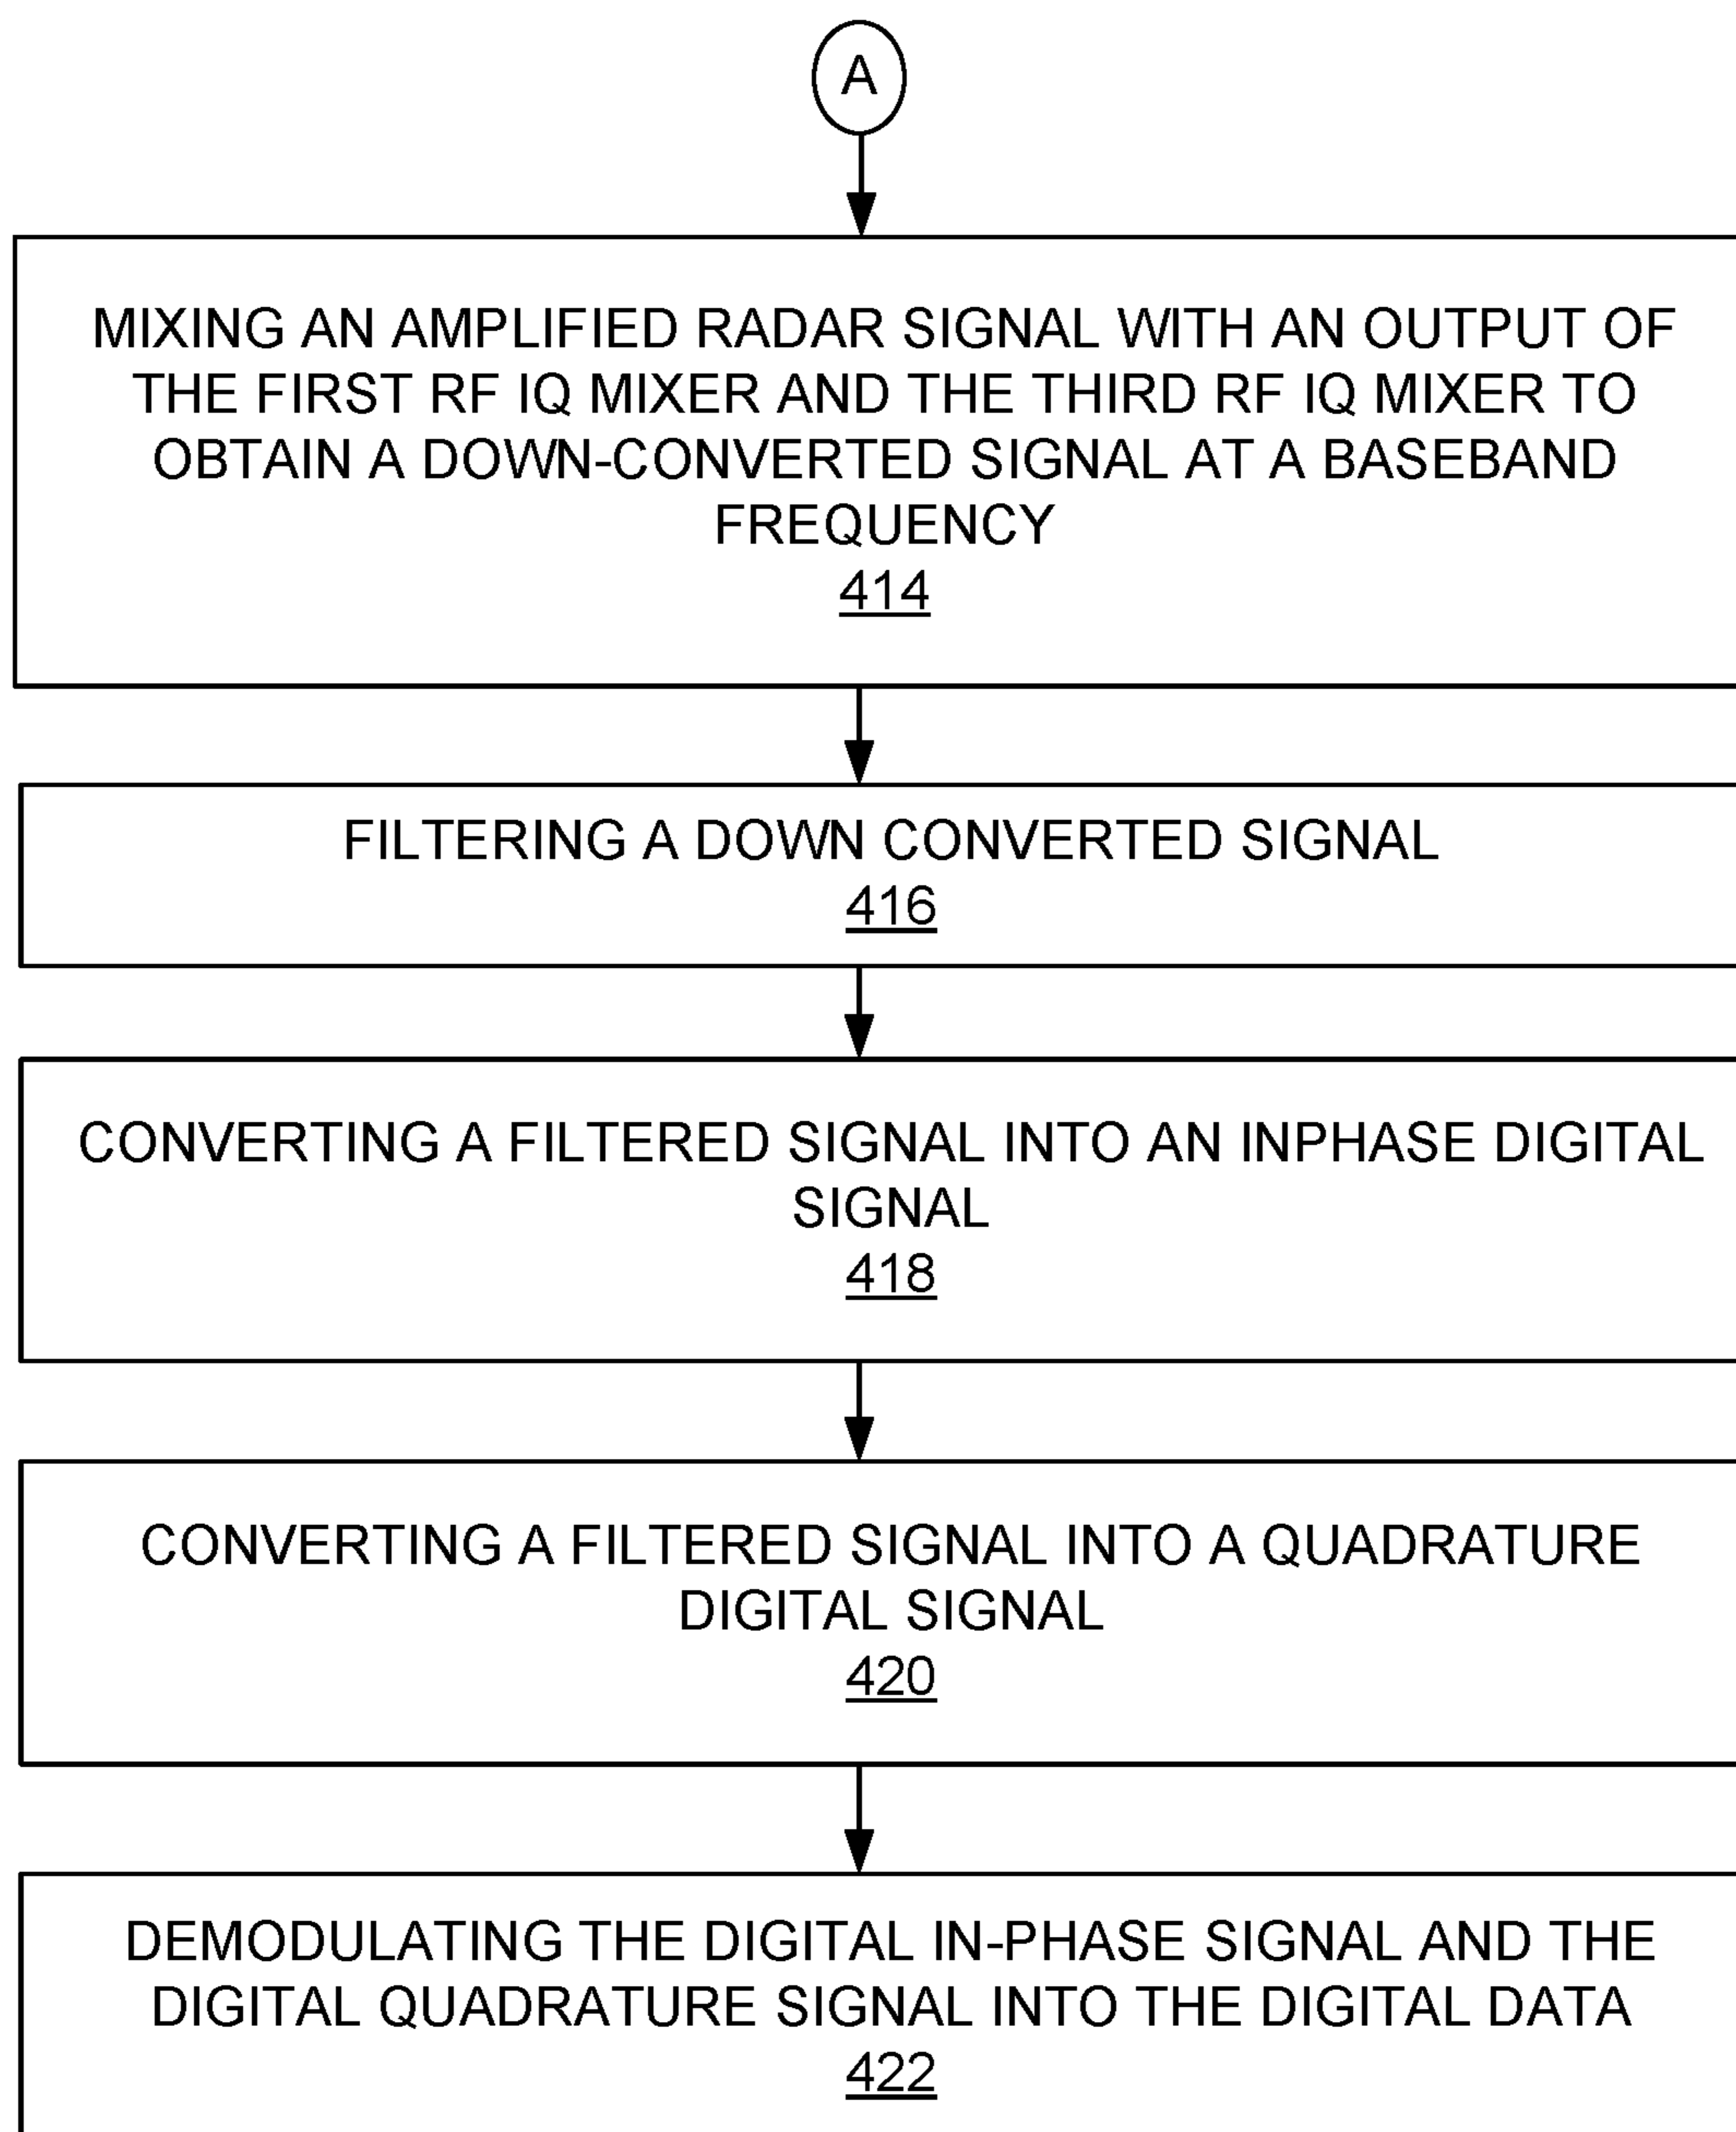 A
MIXING AN AMPLIFIED RADAR SIGNAL WITH AN OUTPUT OF
THE FIRST RF IQ MIXER AND THE THIRD RF IQ MIXER TO
OBTAIN A DOWN-CONVERTED SIGNAL AT A BASEBAND
FREQUENCY
414
FILTERING A DOWN CONVERTED SIGNAL
416
CONVERTING A FILTERED SIGNAL INTO AN INPHASE DIGITAL
SIGNAL
418
CONVERTING A FILTERED SIGNAL INTO A QUADRATURE
DIGITAL SIGNAL
420
DEMODULATING THE DIGITAL IN-PHASE SIGNAL AND THE
DIGITAL QUADRATURE SIGNAL INTO THE DIGITAL DATA
422